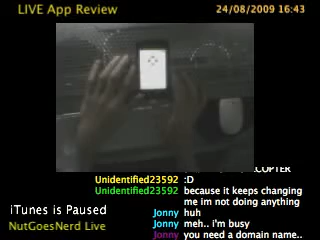 LIVE App Review
24/08/2009 16:43
COPTER
Unidentified23592 :D
Unidentified23592 because it keeps changing
me im not doing anything
iTunes is Paused
Jonny huh
Jonny meh.. i'm busy
NutGoesNerd Live
Jonny you need a domain name..